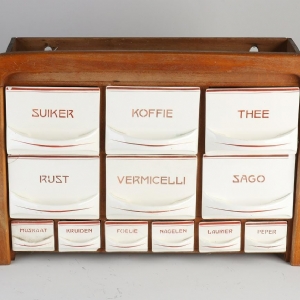 SUIKER KOFFIE THEE
RIJST VERMICELLI SAGO
MUSKAAT KRUIDEN FOELIE NAGELEN LAURIER PEPER